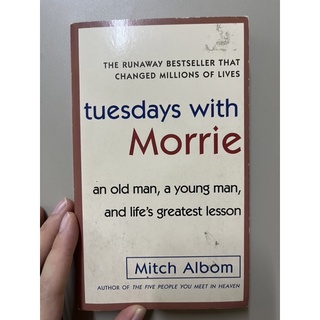 THE RUNAWAY BESTSELLER THAT
CHANGED MILLIONS OF LIVES
tuesdays with
Morrie
an old man, a young man,
and life's greatest lesson
Mitch Albom
AUTHOR OF THE FIVE PEOPLE YOU MEET IN HEAVEN